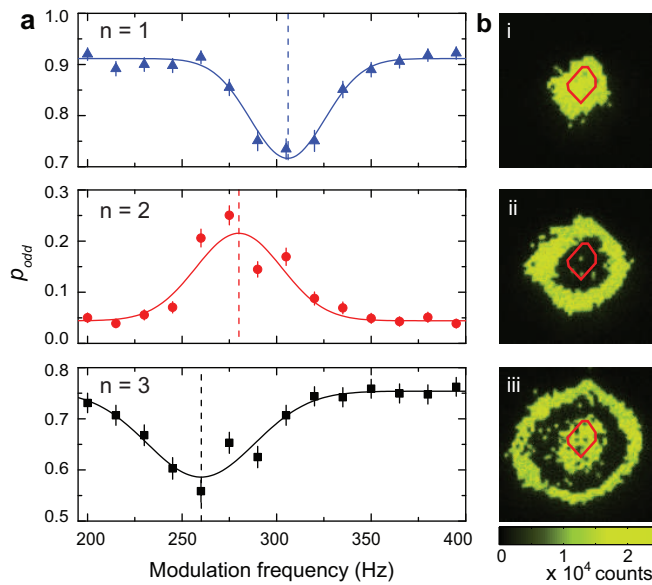 a
b
n = 1
1.0
0.9
0.8
0.7
i
n = 2
0.3
0.2
0.1
0.0
p_odd
ii
n = 3
0.8
0.7
0.6
0.5
iii
200 250 300 350 400
Modulation frequency (Hz)
0 1 2
x 10⁴ counts